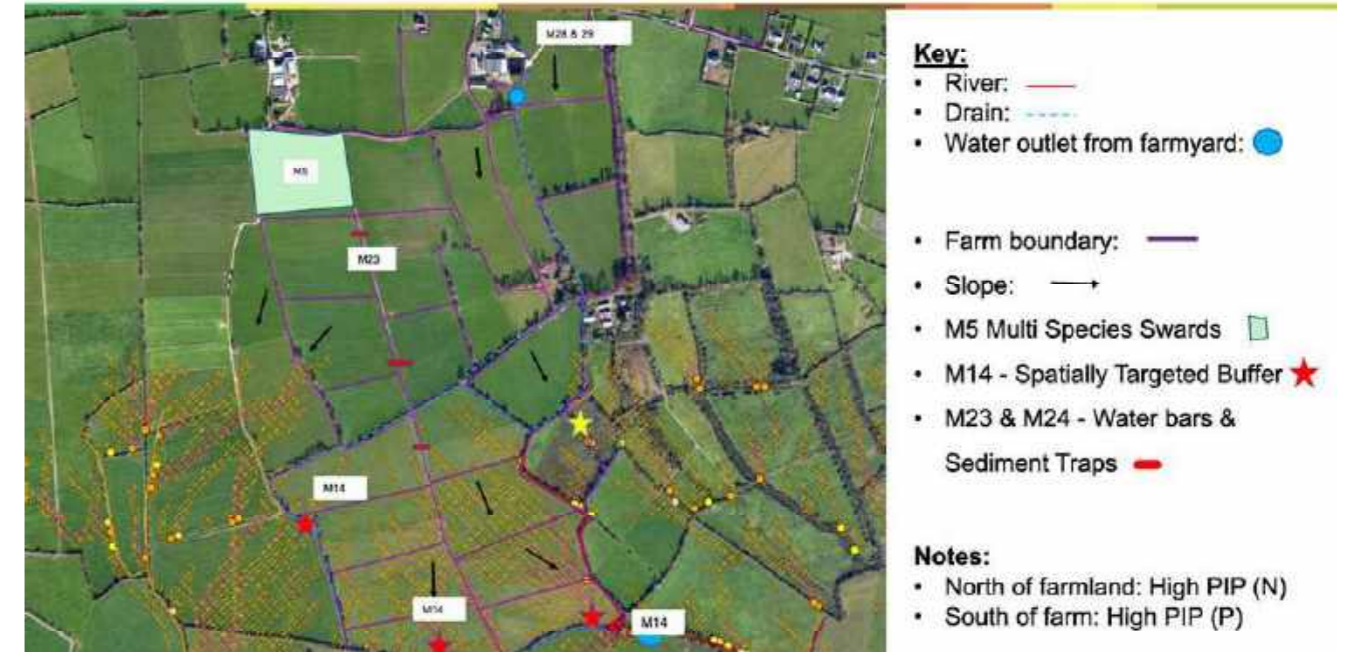 M28 & 29
M5
M23
M14
M14
M14
Key:
• River:
• Drain:
• Water outlet from farmyard:
• Farm boundary:
• Slope:
• M5 Multi Species Swards
• M14 - Spatially Targeted Buffer
• M23 & M24 - Water bars &
Sediment Traps
Notes:
• North of farmland: High PIP (N)
• South of farm: High PIP (P)